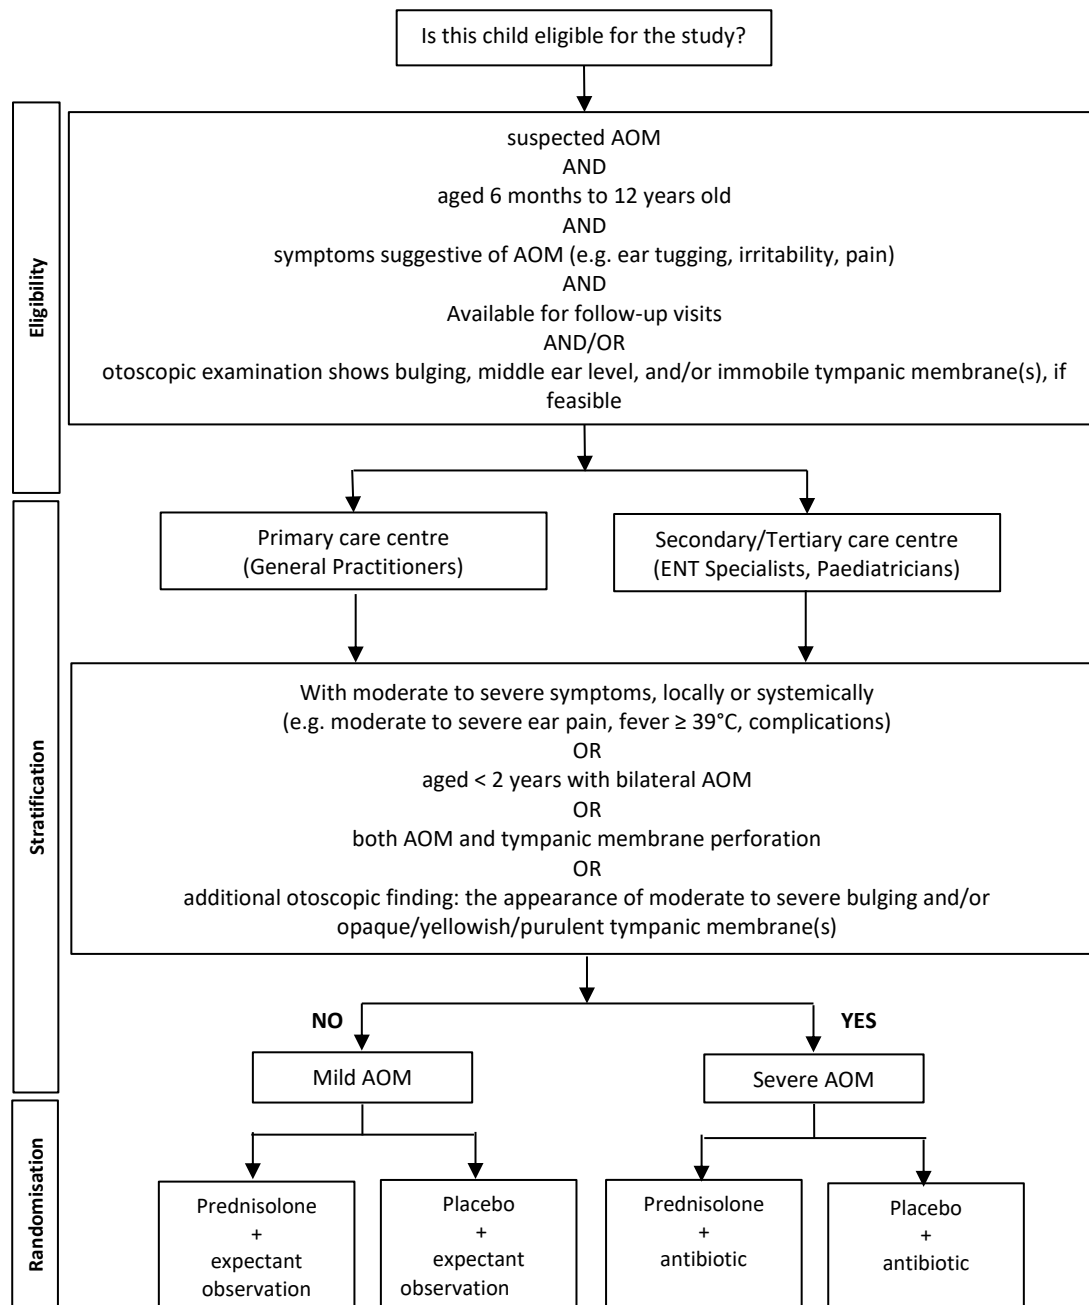 Is this child eligible for the study?
Eligibility
suspected AOM
AND
aged 6 months to 12 years old
AND
symptoms suggestive of AOM (e.g. ear tugging, irritability, pain)
AND
Available for follow-up visits
AND/OR
otoscopic examination shows bulging, middle ear level, and/or immobile tympanic membrane(s), if
feasible
Stratification
Primary care centre
(General Practitioners)
Secondary/Tertiary care centre
(ENT Specialists, Paediatricians)
With moderate to severe symptoms, locally or systemically
(e.g. moderate to severe ear pain, fever ≥ 39°C, complications)
OR
aged < 2 years with bilateral AOM
OR
both AOM and tympanic membrane perforation
OR
additional otoscopic finding: the appearance of moderate to severe bulging and/or
opaque/yellowish/purulent tympanic membrane(s)
NO
YES
Mild AOM
Severe AOM
Randomisation
Prednisolone
+
expectant
observation
Placebo
+
expectant
observation
Prednisolone
+
antibiotic
Placebo
+
antibiotic